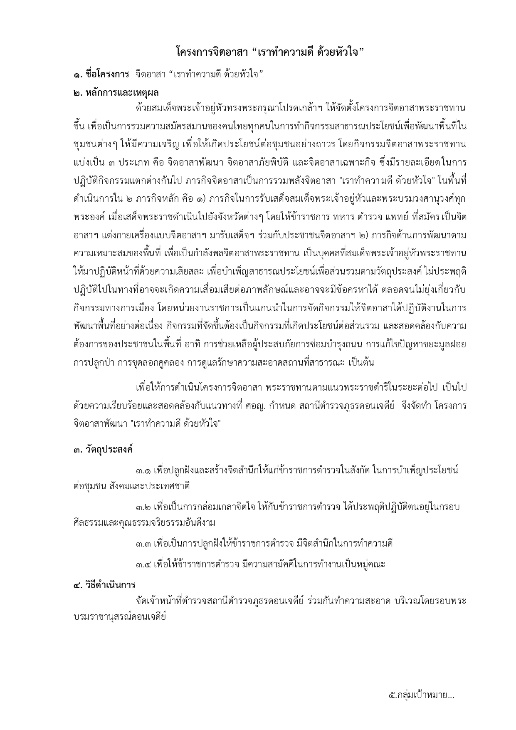 โครงการจิตอาสา “เราทำความดี ด้วยหัวใจ”
๑. ชื่อโครงการ จิตอาสา “เราทำความดี ด้วยหัวใจ”
๒. หลักการและเหตุผล
ด้วยสมเด็จพระเจ้าอยู่หัวทรงพระกรุณาโปรดเกล้าฯ ให้จัดตั้งโครงการจิตอาสาพระราชทาน
ขึ้น เพื่อเป็นการรวมความสมัครสมานของคนไทยทุกคนในการทำกิจกรรมสาธารณประโยชน์เพื่อพัฒนาพื้นที่ใน
ชุมชนต่างๆ ให้มีความเจริญ เพื่อให้เกิดประโยชน์ต่อชุมชนอย่างถาวร โดยกิจกรรมจิตอาสาพระราชทาน
แบ่งเป็น ๓ ประเภท คือ จิตอาสาพัฒนา จิตอาสาภัยพิบัติ และจิตอาสาเฉพาะกิจ ซึ่งมีรายละเอียดในการ
ปฏิบัติกิจกรรมแตกต่างกันไป ภารกิจจิตอาสาเป็นการรวมพลังจิตอาสา "เราทำความดี ด้วยหัวใจ" ในพื้นที่
ดำเนินการใน ๒ ภารกิจหลัก คือ ๑) ภารกิจในการรับเสด็จสมเด็จพระเจ้าอยู่หัวและพระบรมวงศานุวงศ์ทุก
พระองค์ เมื่อเสด็จพระราชดำเนินไปยังจังหวัดต่างๆ โดยให้ข้าราชการ ทหาร ตำรวจ แพทย์ ที่สมัครเป็นจิต
อาสาฯ แต่งกายเครื่องแบบจิตอาสาฯ มารับเสด็จฯ ร่วมกับประชาชนจิตอาสาฯ ๒) ภารกิจด้านการพัฒนาตาม
ความเหมาะสมของพื้นที่ เพื่อเป็นกำลังพลจิตอาสาพระราชทาน เป็นบุคคลที่สมเด็จพระเจ้าอยู่หัวพระราชทาน
ให้มาปฏิบัติหน้าที่ด้วยความเสียสละ เพื่อบำเพ็ญสาธารณประโยชน์เพื่อส่วนรวมตามวัตถุประสงค์ ไม่ประพฤติ
ปฏิบัติไปในทางที่อาจจะเกิดความเสื่อมเสียต่อภาพลักษณ์และอาจจะมีข้อครหาได้ ตลอดจนไม่ยุ่งเกี่ยวกับ
กิจกรรมทางการเมือง โดยหน่วยงานราชการเป็นแกนนำในการจัดกิจกรรมให้จิตอาสาได้ปฏิบัติงานในการ
พัฒนาพื้นที่อย่างต่อเนื่อง กิจกรรมที่จัดขึ้นต้องเป็นกิจกรรมที่เกิดประโยชน์ต่อส่วนรวม และสอดคล้องกับความ
ต้องการของประชาชนในพื้นที่ อาทิ การช่วยเหลือผู้ประสบภัยการซ่อมบำรุงถนน การแก้ไขปัญหาขยะมูลฝอย
การปลูกป่า การขุดลอกคูคลอง การดูแลรักษาความสะอาดสถานที่สาธารณะ เป็นต้น
เพื่อให้การดำเนินโครงการจิตอาสา พระราชทานตามแนวพระราชดำริในระยะต่อไป เป็นไป
ด้วยความเรียบร้อยและสอดคล้องกับแนวทางที่ ศอญ. กำหนด สถานีตำรวจภูธรดอนเจดีย์ จึงจัดทำ โครงการ
จิตอาสาพัฒนา "เราทำความดี ด้วยหัวใจ"
๓. วัตถุประสงค์
๓.๑ เพื่อปลูกฝังและสร้างจิตสำนึกให้แก่ข้าราชการตำรวจในสังกัด ในการบำเพ็ญประโยชน์
ต่อชุมชน สังคมและประเทศชาติ
๓.๒ เพื่อเป็นการกล่อมเกลาจิตใจ ให้กับข้าราชการตำรวจ ได้ประพฤติปฏิบัติตนอยู่ในกรอบ
ศีลธรรมและคุณธรรมจริยธรรมอันดีงาม
๓.๓ เพื่อเป็นการปลูกฝังให้ข้าราชการตำรวจ มีจิตสำนึกในการทำความดี
๓.๔ เพื่อให้ข้าราชการตำรวจ มีความสามัคคีในการทำงานเป็นหมู่คณะ
๔. วิธีดำเนินการ
จัดเจ้าหน้าที่ตำรวจสถานีตำรวจภูธรดอนเจดีย์ ร่วมกันทำความสะอาด บริเวณโดยรอบพระ
บรมราชานุสรณ์ดอนเจดีย์
๕.กลุ่มเป้าหมาย...